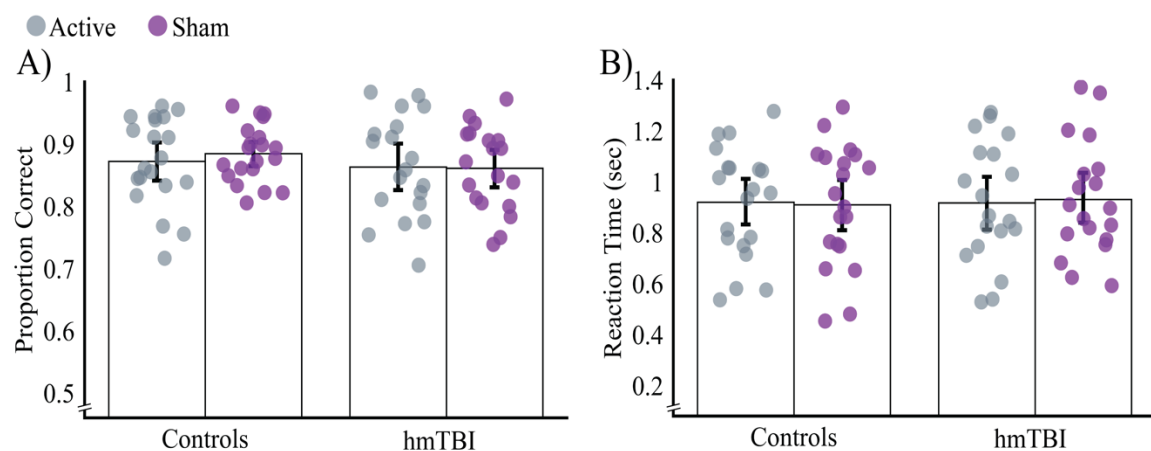 Active Sham
A)
Proportion Correct
1
0.9
0.8
0.7
0.6
0.5
Controls hmTBI
B)
Reaction Time (sec)
1.4
1.2
1
0.8
0.6
0.4
0.2
Controls hmTBI